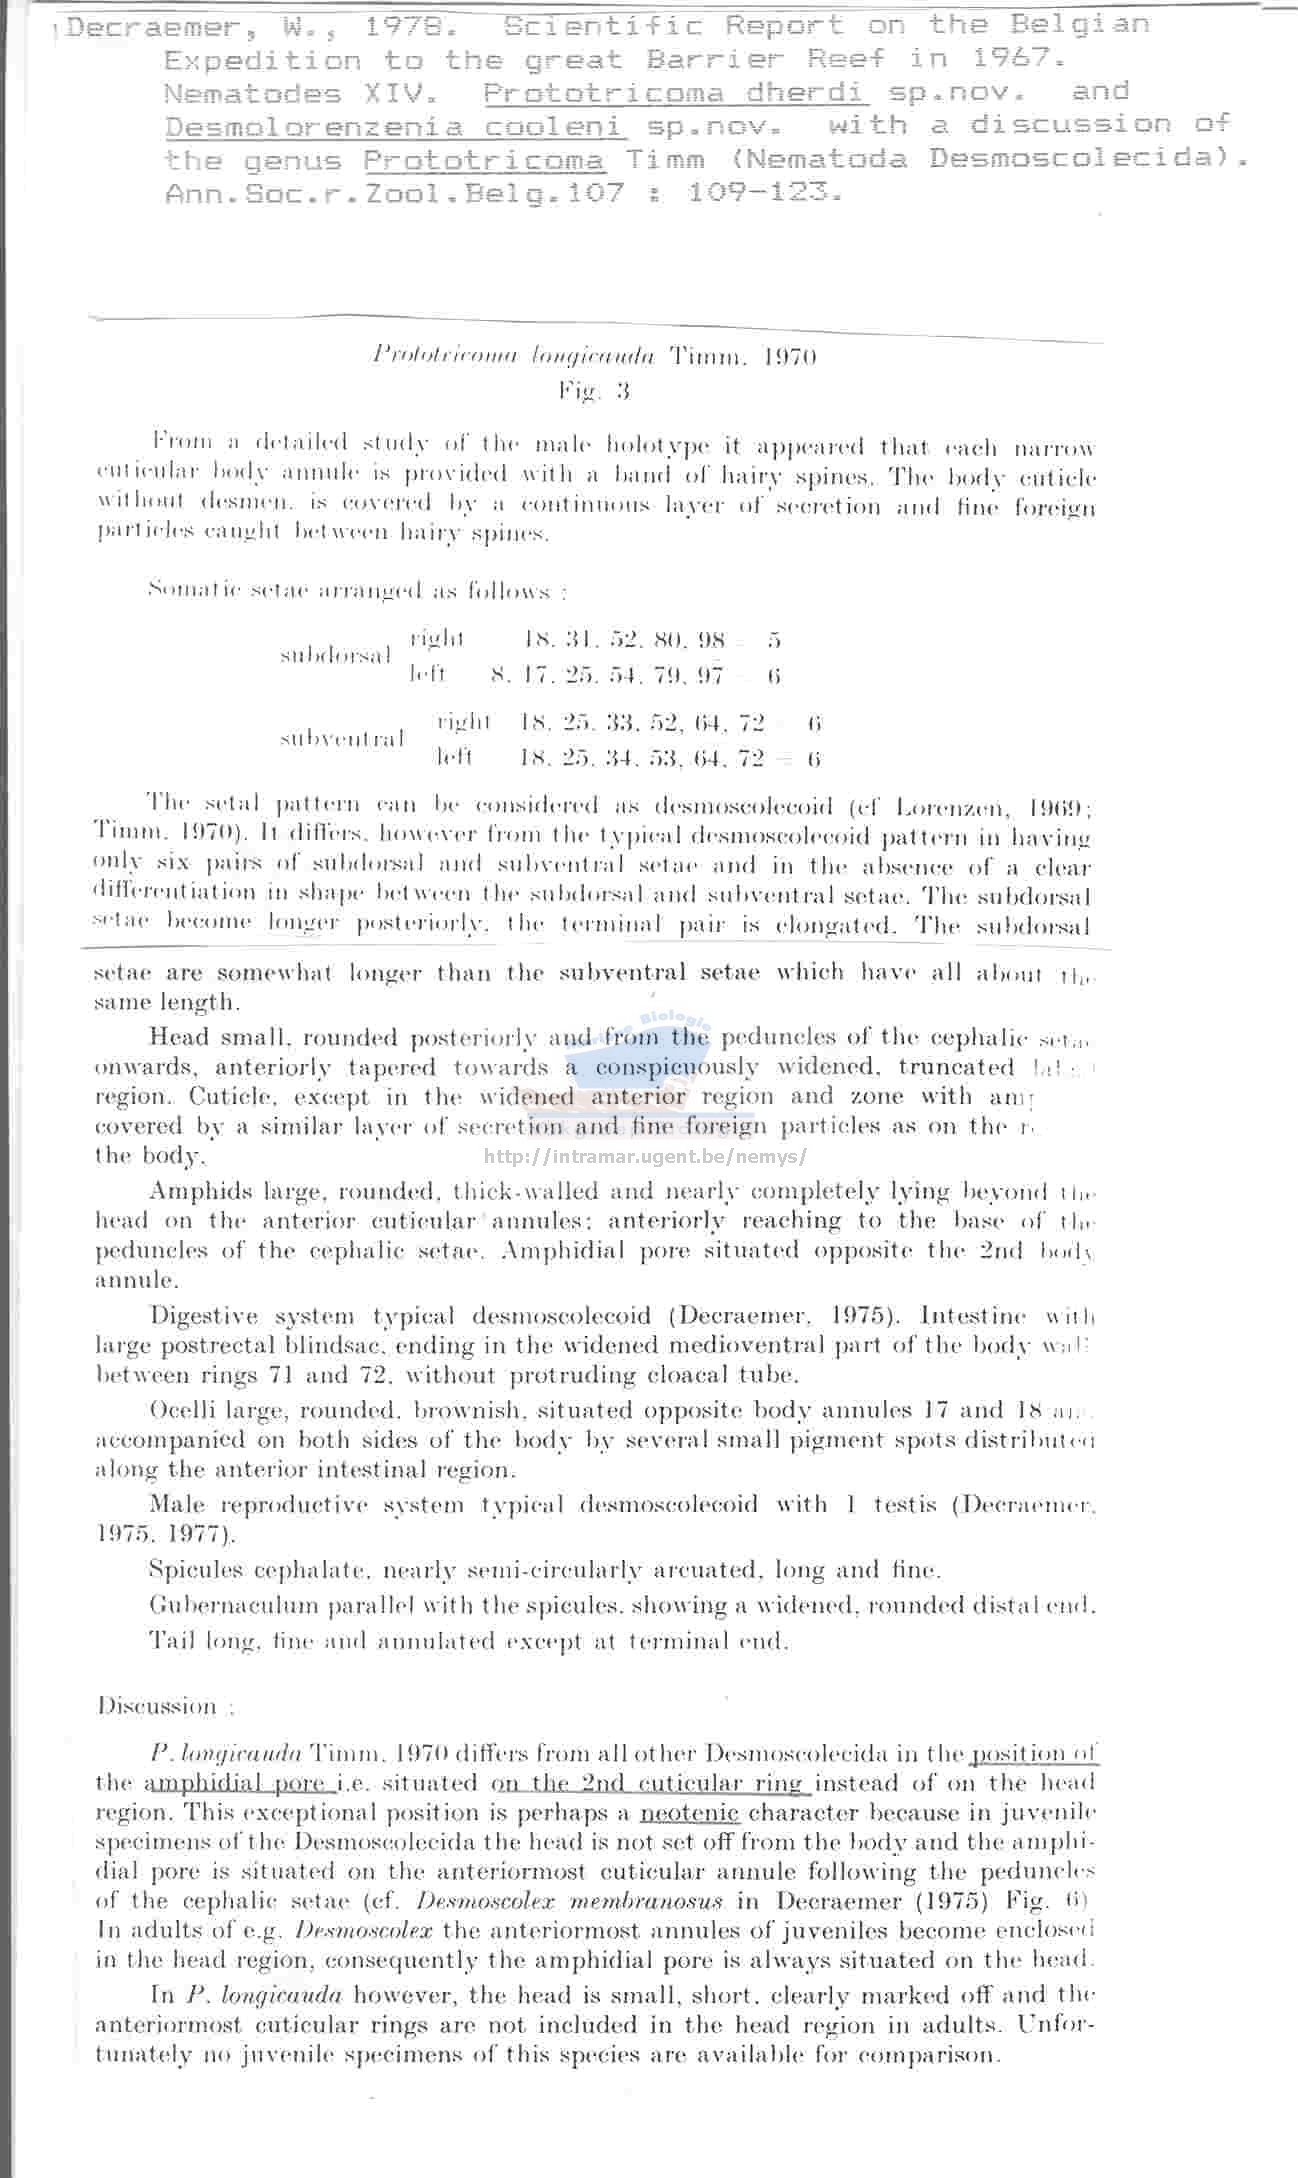 Decraemer, W., 1978. Scientific Report on the Belgian
Expedition to the great Barrier Reef in 1967.
Nematodes XIV. Prototricoma dherdi sp.nov. and
Desmolorenzenia cooleni sp.nov. with a discussion of
the genus Prototricoma Timm (Nematoda Desmoscolecida).
Ann.Soc.r.Zool.Belg.107 : 109-123.
Prototricoma longicauda Timm, 1970
Fig. 3
From a detailed study of the male holotype it appeared that each narrow
cuticular body annule is provided with a band of hairy spines. The body cuticle
without desmen, is covered by a continuous layer of secretion and fine foreign
particles caught between hairy spines.
Somatic setae arranged as follows :
right 18, 31, 52, 80, 98 = 5
subdorsal
left 8, 17, 25, 54, 79, 97 = 6
right 18, 25, 33, 52, 64, 72 = 6
subventral
left 18, 25, 34, 53, 64, 72 = 6
The setal pattern can be considered as desmoscolecoid (cf Lorenzen, 1969;
Timm, 1970). It differs, however from the typical desmoscolecoid pattern in having
only six pairs of subdorsal and subventral setae and in the absence of a clear
differentiation in shape between the subdorsal and subventral setae. The subdorsal
setae become longer posteriorly, the terminal pair is elongated. The subdorsal
setae are somewhat longer than the subventral setae which have all about the
same length.
Head small, rounded posteriorly and from the peduncles of the cephalic setae
onwards, anteriorly tapered towards a conspicuously widened, truncated
region. Cuticle, except in the widened anterior region and zone with
covered by a similar layer of secretion and fine foreign particles as on the
the body.
http://intramar.ugent.be/nemys/
Amphids large, rounded, thick-walled and nearly completely lying beyond the
head on the anterior cuticular annules; anteriorly reaching to the base of the
peduncles of the cephalic setae. Amphidial pore situated opposite the 2nd body
annule.
Digestive system typical desmoscolecoid (Decraemer, 1975). Intestine with
large postrectal blindsac, ending in the widened medioventral part of the body wall
between rings 71 and 72, without protruding cloacal tube.
Ocelli large, rounded, brownish, situated opposite body annules 17 and 18
accompanied on both sides of the body by several small pigment spots distributed
along the anterior intestinal region.
Male reproductive system typical desmoscolecoid with 1 testis (Decraemer,
1975, 1977).
Spicules cephalate, nearly semi-circularly arcuated, long and fine.
Gubernaculum parallel with the spicules, showing a widened, rounded distal end.
Tail long, fine and annulated except at terminal end.
Discussion :
P. longicauda Timm, 1970 differs from all other Desmoscolecida in the position of
the amphidial pore i.e. situated on the 2nd cuticular ring instead of on the head
region. This exceptional position is perhaps a neotenic character because in juvenile
specimens of the Desmoscolecida the head is not set off from the body and the amphi-
dial pore is situated on the anteriormost cuticular annule following the peduncles
of the cephalic setae (cf. Desmoscolex membranosus in Decraemer (1975) Fig. 6)
In adults of e.g. Desmoscolex the anteriormost annules of juveniles become enclosed
in the head region, consequently the amphidial pore is always situated on the head.
In P. longicauda however, the head is small, short, clearly marked off and the
anteriormost cuticular rings are not included in the head region in adults. Unfor-
tunately no juvenile specimens of this species are available for comparison.